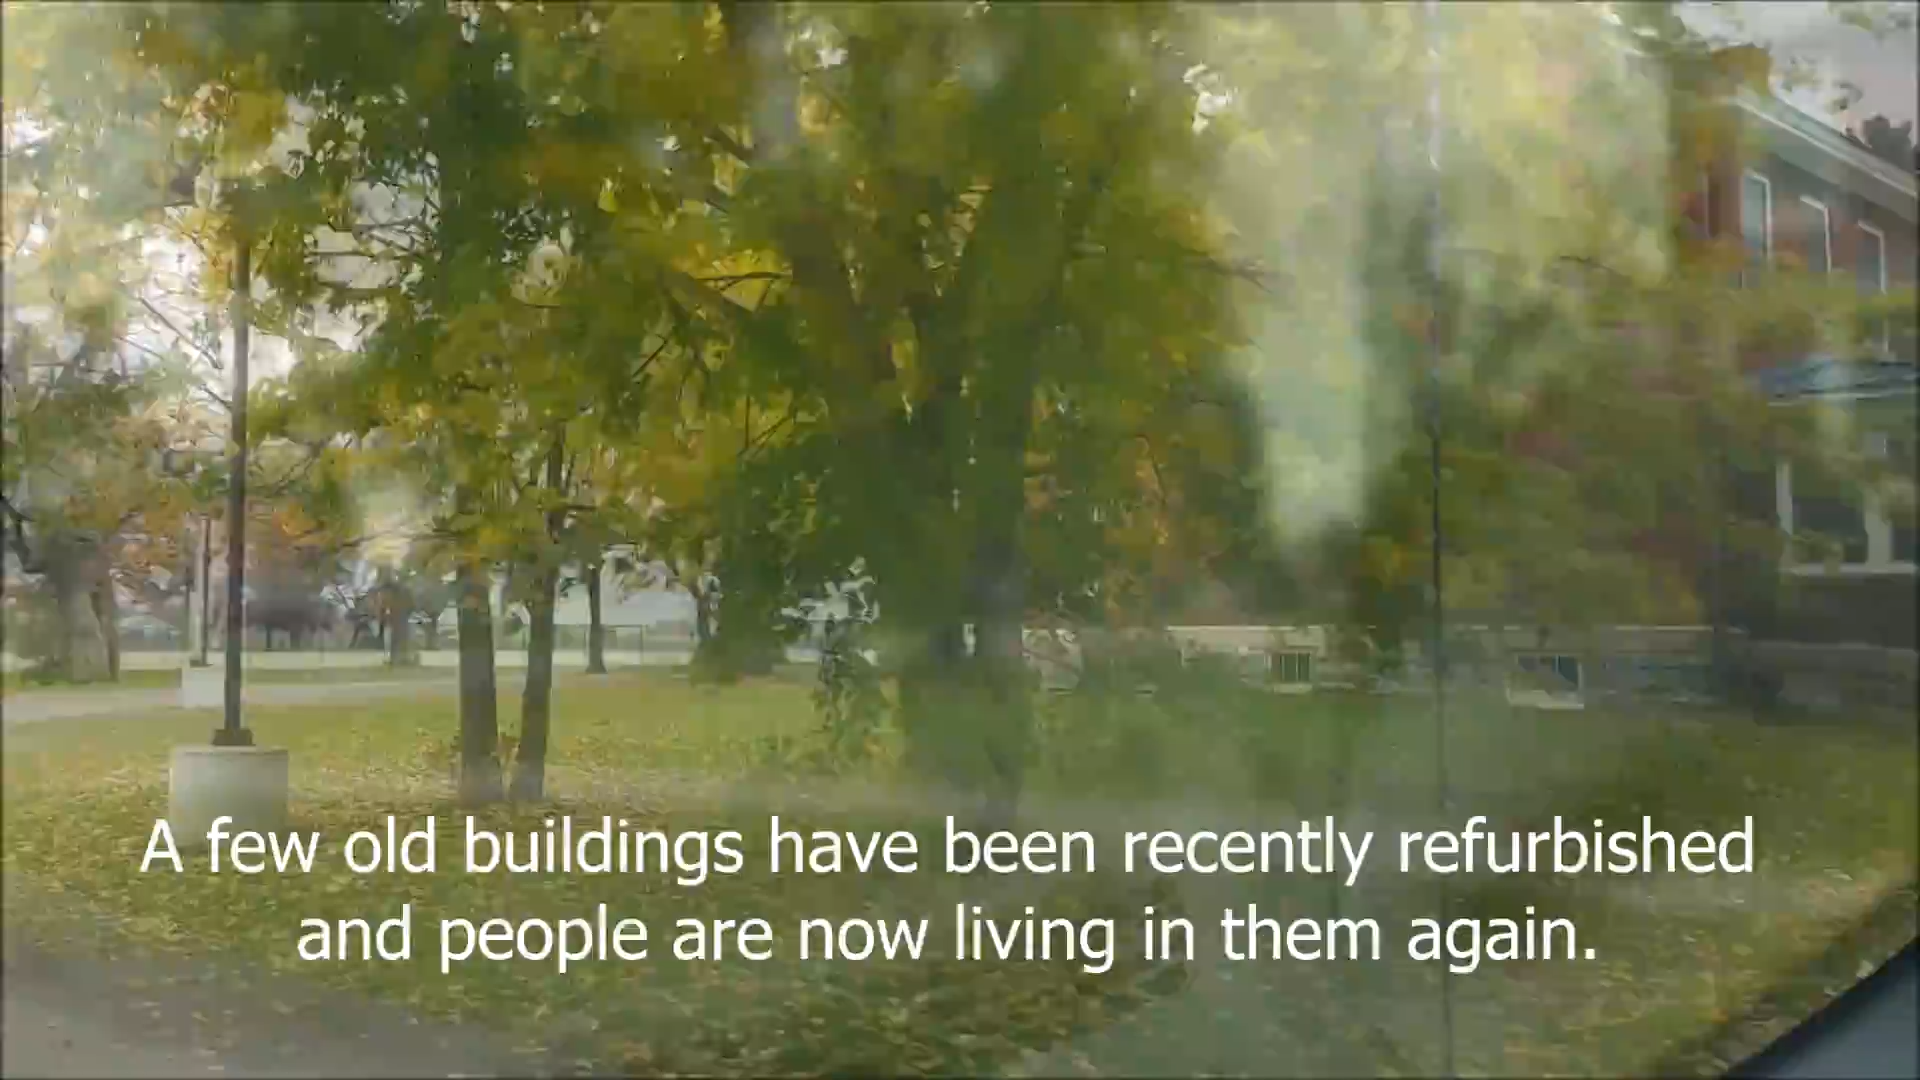 A few old buildings have been recently refurbished
and people are now living in them again.